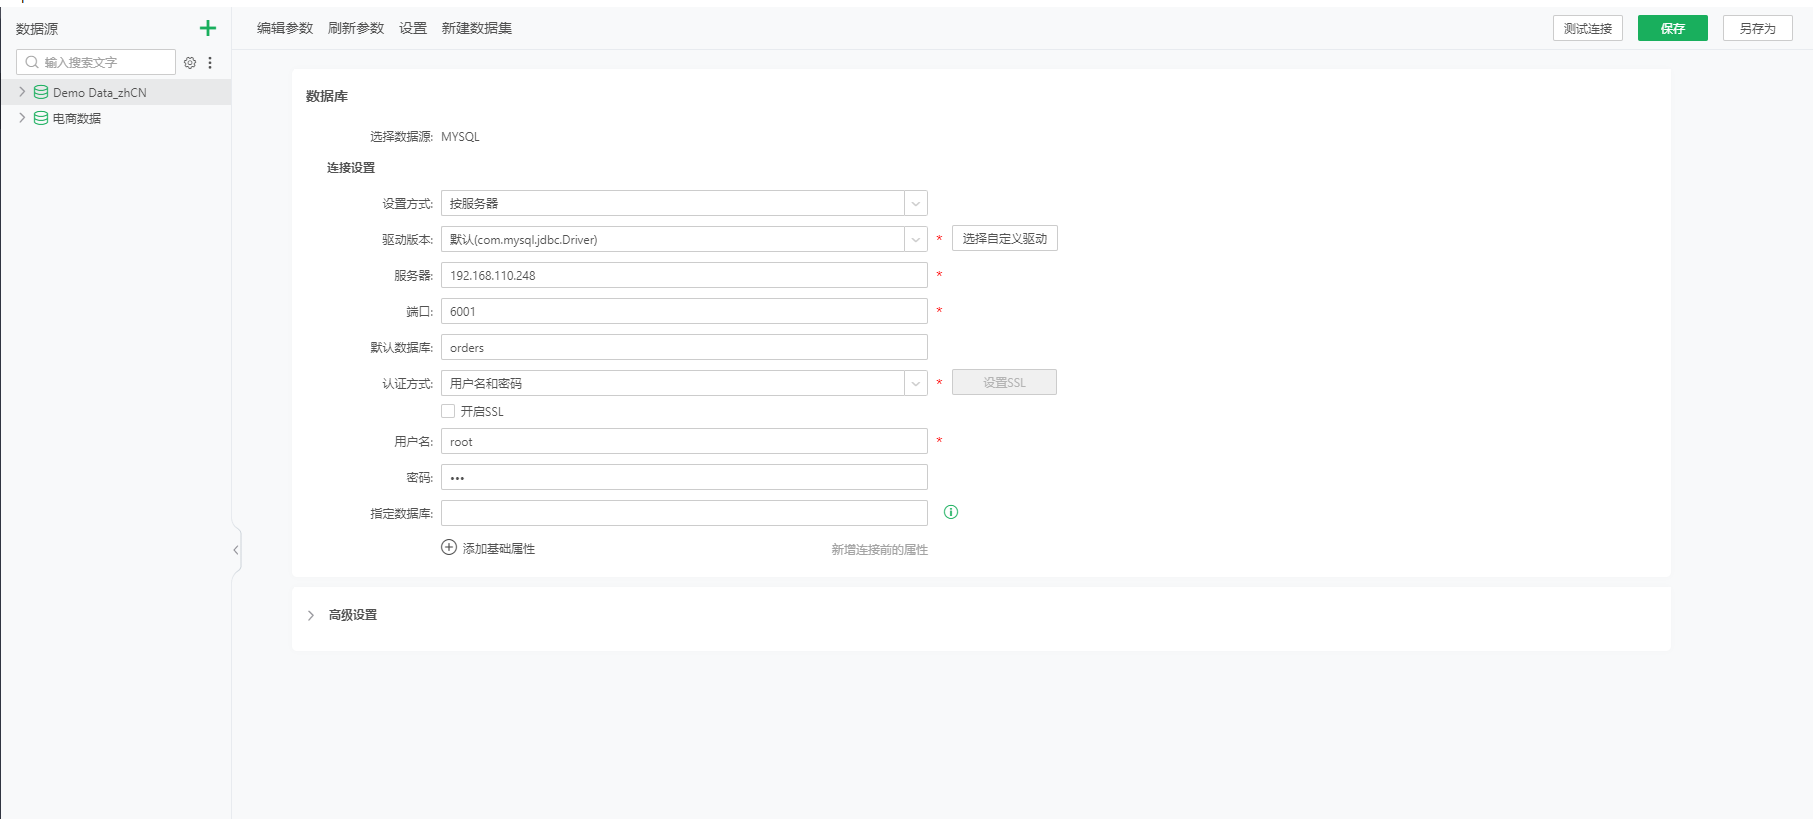 数据源
编辑参数 刷新参数 设置 新建数据集
测试连接 保存 另存为
输入搜索文字
Demo Data_zhCN
电商数据
数据库
选择数据源: MYSQL
连接设置
设置方式: 按服务器
驱动版本: 默认(com.mysql.jdbc.Driver) * 选择自定义驱动
服务器: 192.168.110.248 *
端口: 6001 *
默认数据库: orders
认证方式: 用户名和密码 * 设置SSL
开启SSL
用户名: root *
密码: •••
指定数据库:
添加基础属性 新增连接前的属性
高级设置